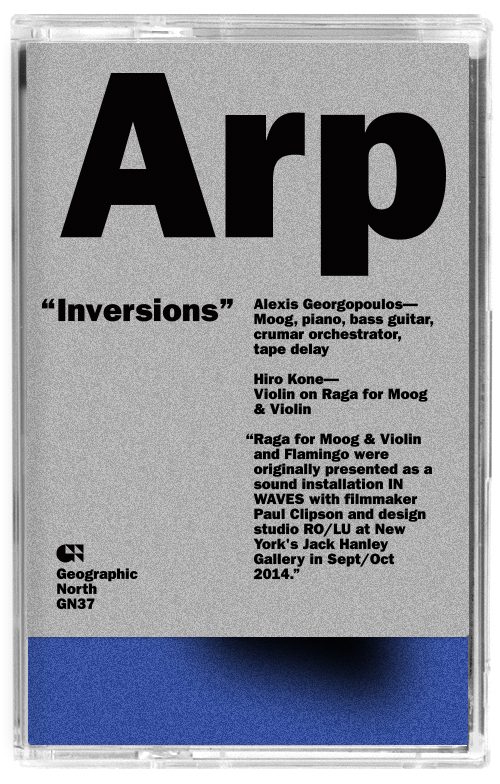 Arp
“Inversions”
Alexis Georgopoulos—
Moog, piano, bass guitar,
crumar orchestrator,
tape delay
Hiro Kone—
Violin on Raga for Moog
& Violin
“Raga for Moog & Violin
and Flamingo were
originally presented as a
sound installation IN
WAVES with filmmaker
Paul Clipson and design
studio RO/LU at New
York's Jack Hanley
Gallery in Sept/Oct
2014.”
Geographic
North
GN37